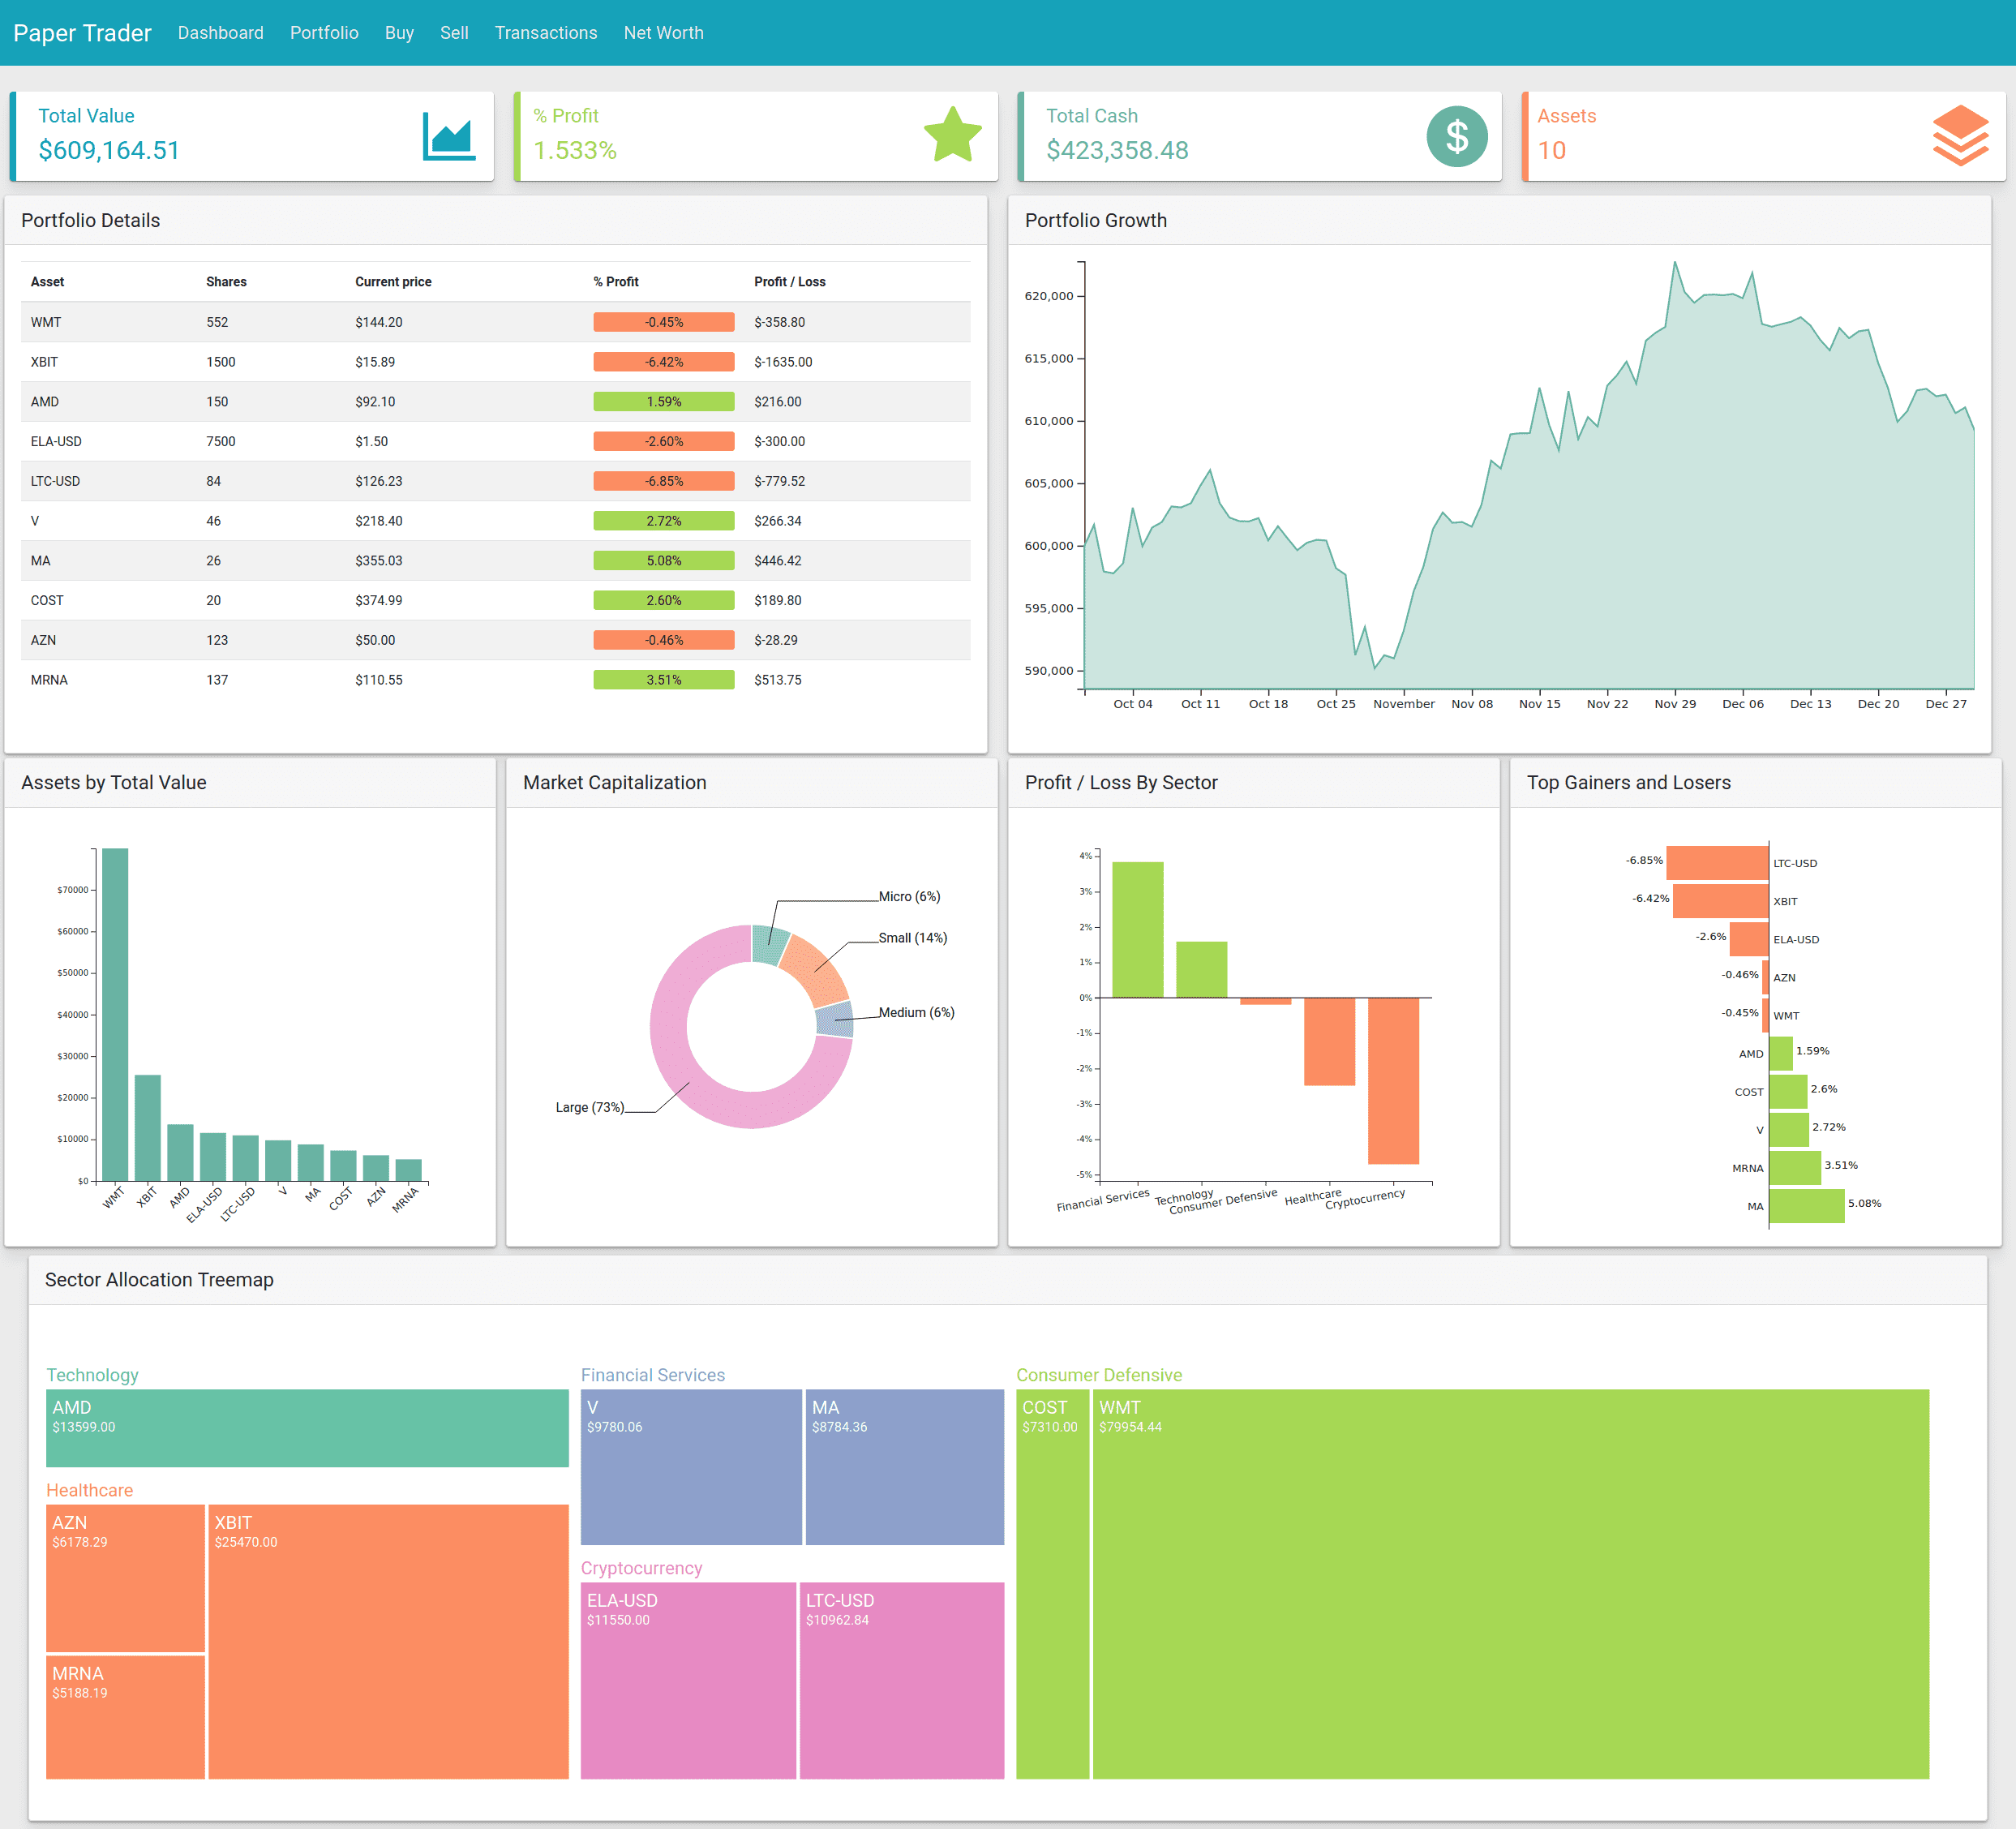 Paper Trader Dashboard Portfolio Buy Sell Transactions Net Worth
Total Value
$609,164.51
% Profit
1.533%
Total Cash
$423,358.48
$
Assets
10
Portfolio Details
Asset Shares Current price % Profit Profit / Loss
WMT 552 $144.20 -0.45% $-358.80
XBIT 1500 $15.89 -6.42% $-1635.00
AMD 150 $92.10 1.59% $216.00
ELA-USD 7500 $1.50 -2.60% $-300.00
LTC-USD 84 $126.23 -6.85% $-779.52
V 46 $218.40 2.72% $266.34
MA 26 $355.03 5.08% $446.42
COST 20 $374.99 2.60% $189.80
AZN 123 $50.00 -0.46% $-28.29
MRNA 137 $110.55 3.51% $513.75
Portfolio Growth
620,000
615,000
610,000
605,000
600,000
595,000
590,000
Oct 04 Oct 11 Oct 18 Oct 25 November Nov 08 Nov 15 Nov 22 Nov 29 Dec 06 Dec 13 Dec 20 Dec 27
Assets by Total Value
$70000
$60000
$50000
$40000
$30000
$20000
$10000
$0
WMT XBIT AMD ELA-USD LTC-USD V MA COST AZN MRNA
Market Capitalization
Micro (6%)
Small (14%)
Medium (6%)
Large (73%)
Profit / Loss By Sector
4%
3%
2%
1%
0%
-1%
-2%
-3%
-4%
-5%
Financial Services Technology Consumer Defensive Healthcare Cryptocurrency
Top Gainers and Losers
-6.85% LTC-USD
-6.42% XBIT
-2.6% ELA-USD
-0.46% AZN
-0.45% WMT
AMD 1.59%
COST 2.6%
V 2.72%
MRNA 3.51%
MA 5.08%
Sector Allocation Treemap
Technology
AMD
$13599.00
Healthcare
AZN
$6178.29
XBIT
$25470.00
MRNA
$5188.19
Financial Services
V
$9780.06
MA
$8784.36
Cryptocurrency
ELA-USD
$11550.00
LTC-USD
$10962.84
Consumer Defensive
COST
$7310.00
WMT
$79954.44